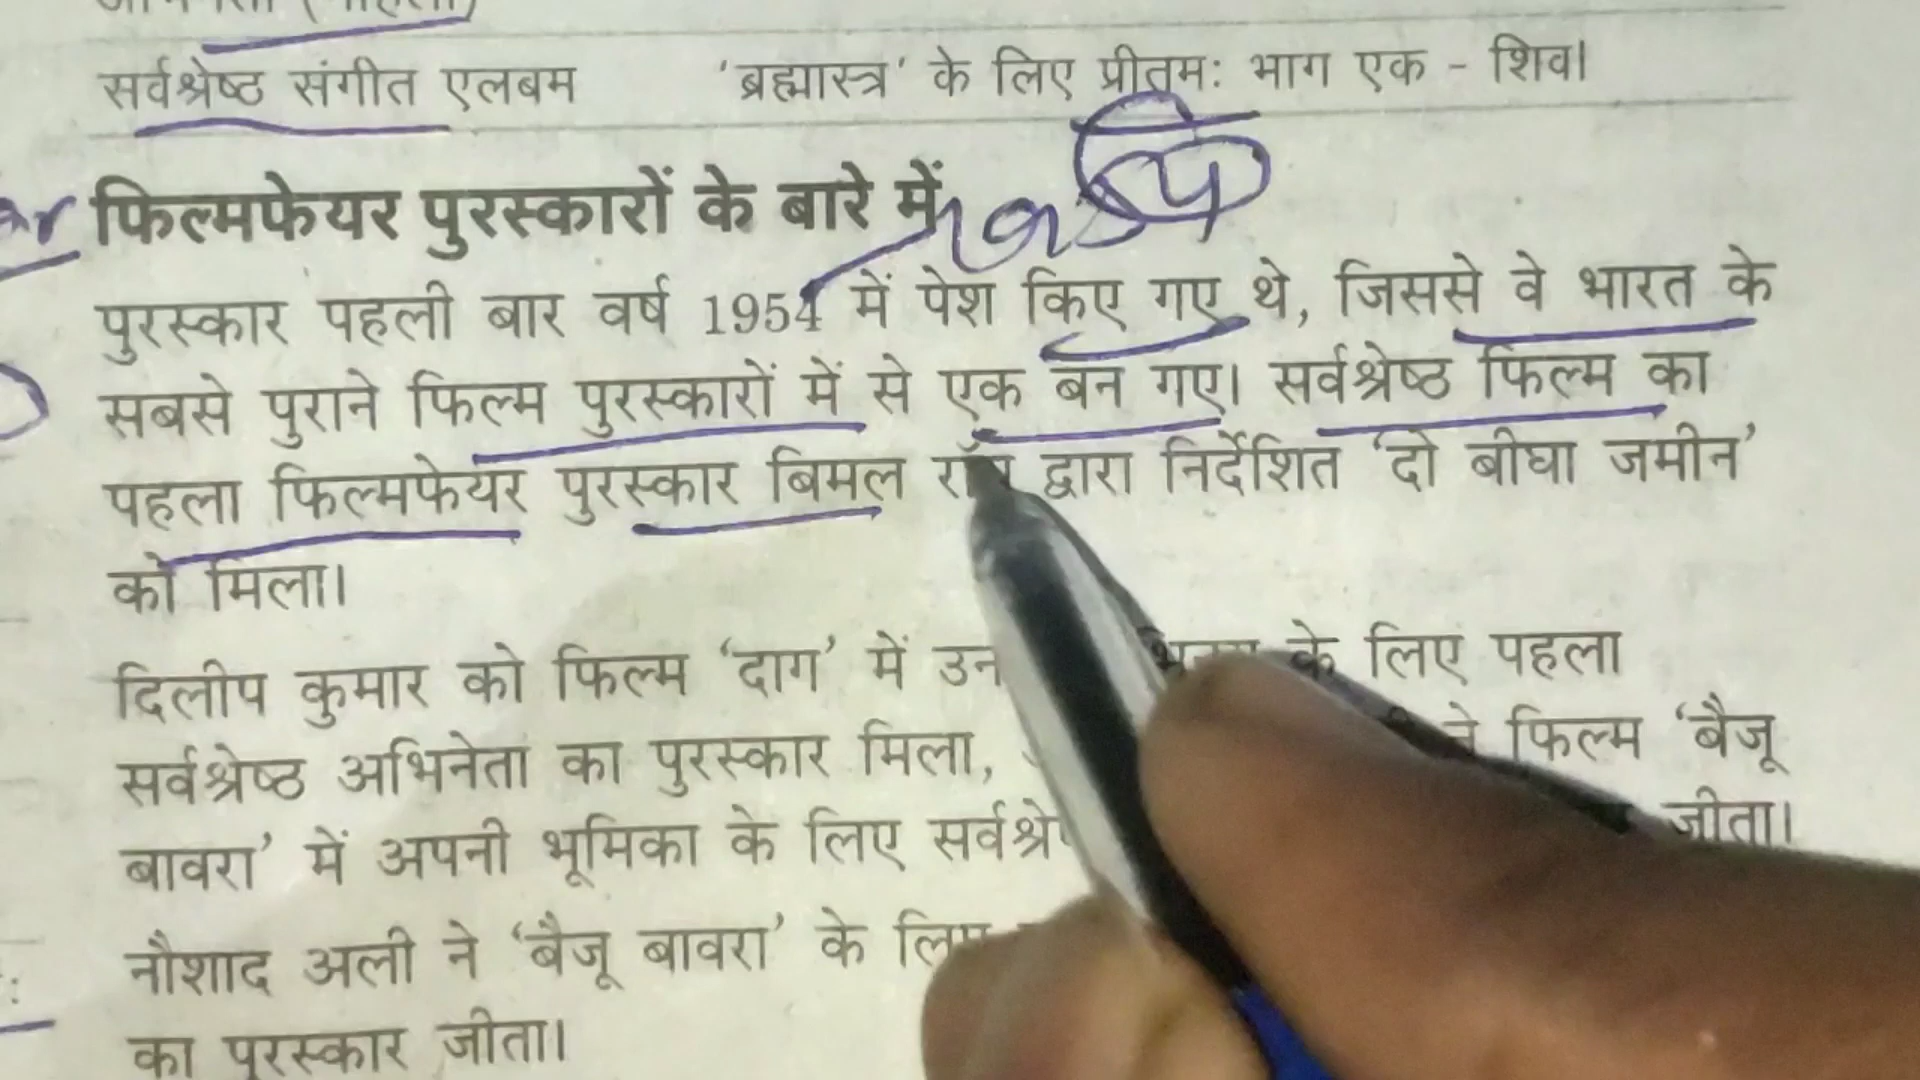 सर्वश्रेष्ठ संगीत एलबम 'ब्रह्मास्त्र' के लिए प्रीतम: भाग एक - शिव।
फिल्मफेयर पुरस्कारों के बारे में
पुरस्कार पहली बार वर्ष 1954 में पेश किए गए थे, जिससे वे भारत के
सबसे पुराने फिल्म पुरस्कारों में से एक बन गए। सर्वश्रेष्ठ फिल्म का
पहला फिल्मफेयर पुरस्कार बिमल रॉय द्वारा निर्देशित 'दो बीघा जमीन'
को मिला।
दिलीप कुमार को फिल्म 'दाग' में के लिए पहला
सर्वश्रेष्ठ अभिनेता का पुरस्कार मिला, ने फिल्म 'बैजू
बावरा' में अपनी भूमिका के लिए जीता।
नौशाद अली ने 'बैजू बावरा' के लिए
का पुरस्कार जीता।